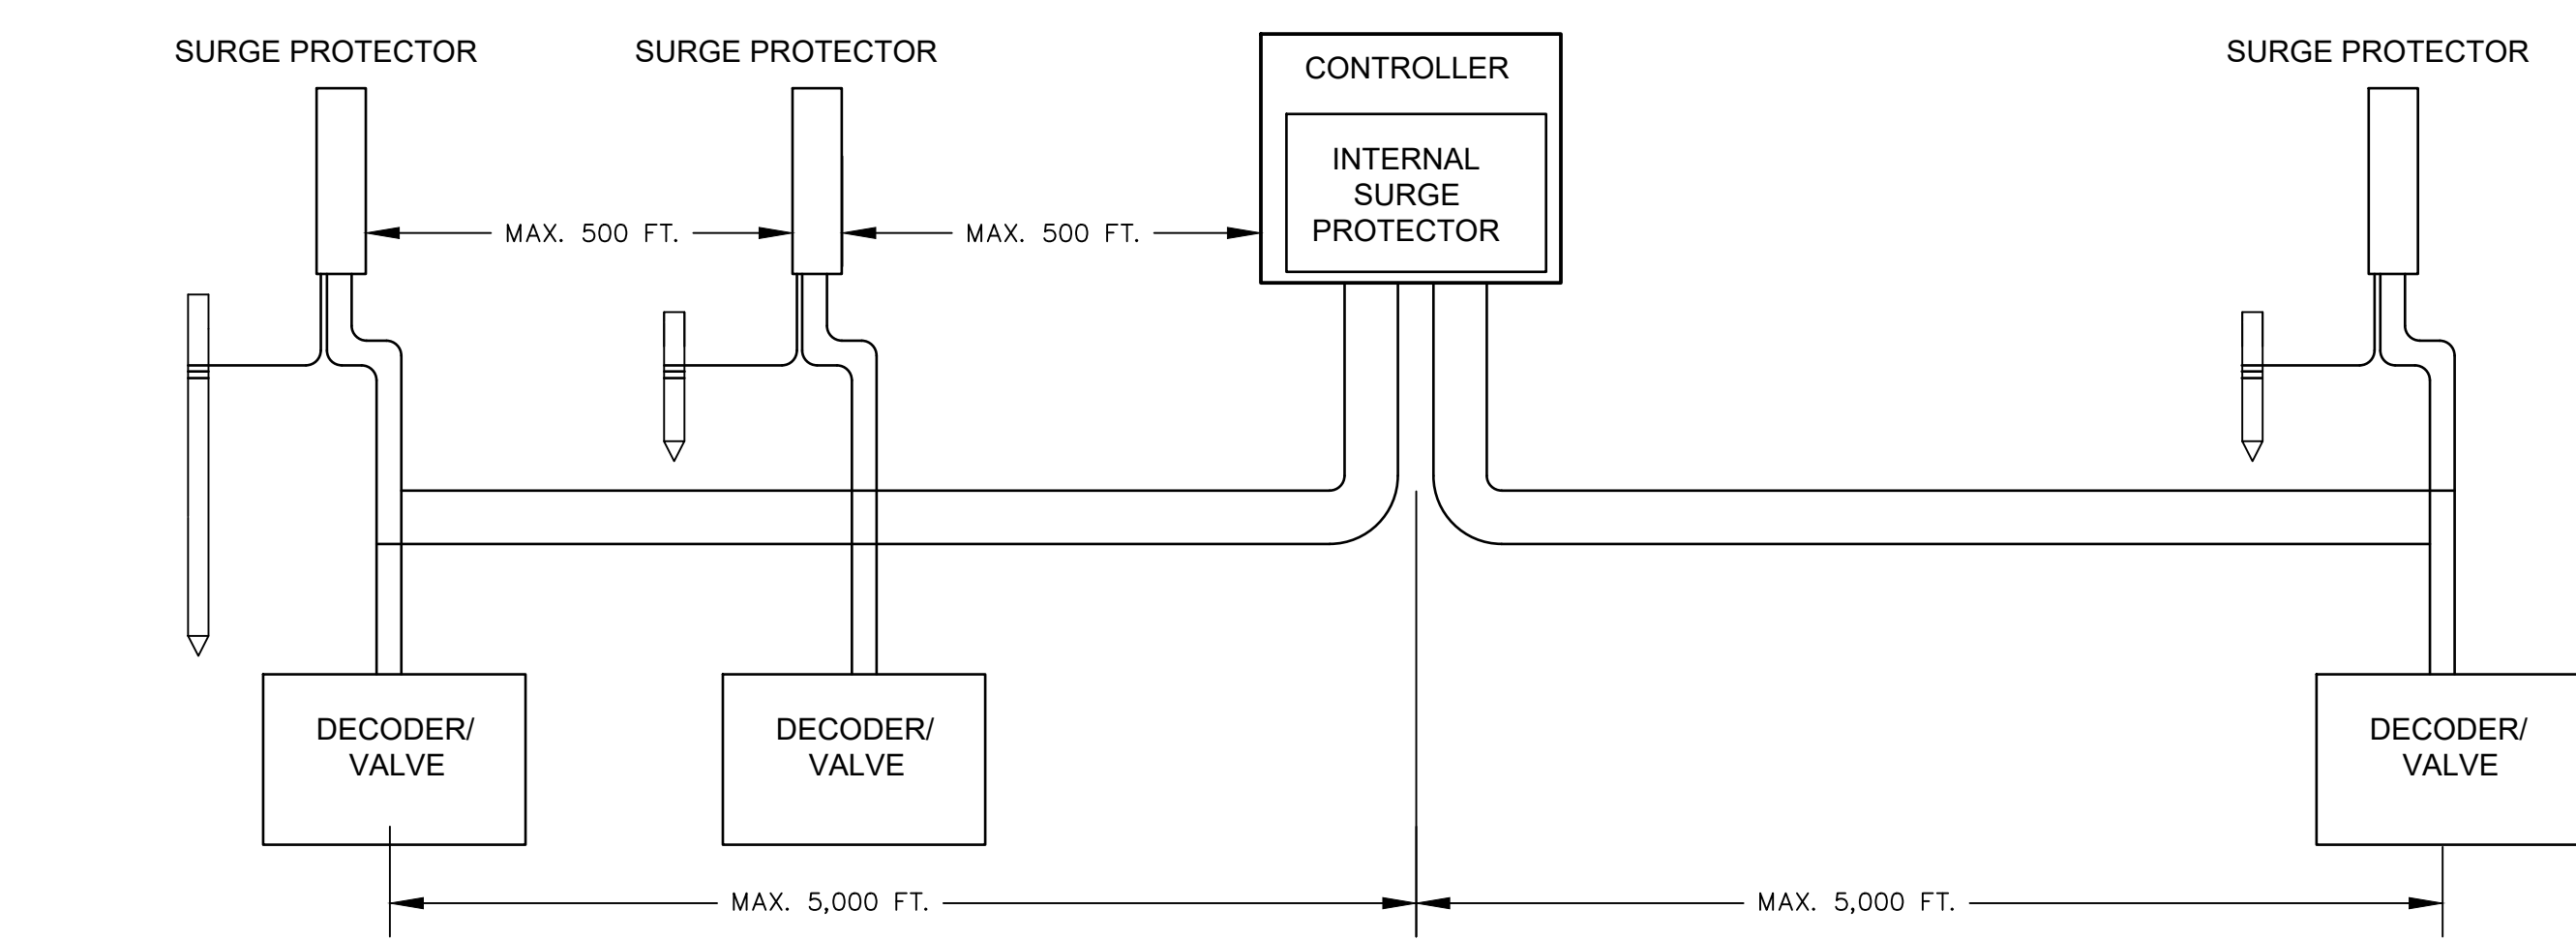 SURGE PROTECTOR
SURGE PROTECTOR
CONTROLLER
SURGE PROTECTOR
INTERNAL
SURGE
PROTECTOR
MAX. 500 FT.
MAX. 500 FT.
DECODER/
VALVE
DECODER/
VALVE
DECODER/
VALVE
MAX. 5,000 FT.
MAX. 5,000 FT.